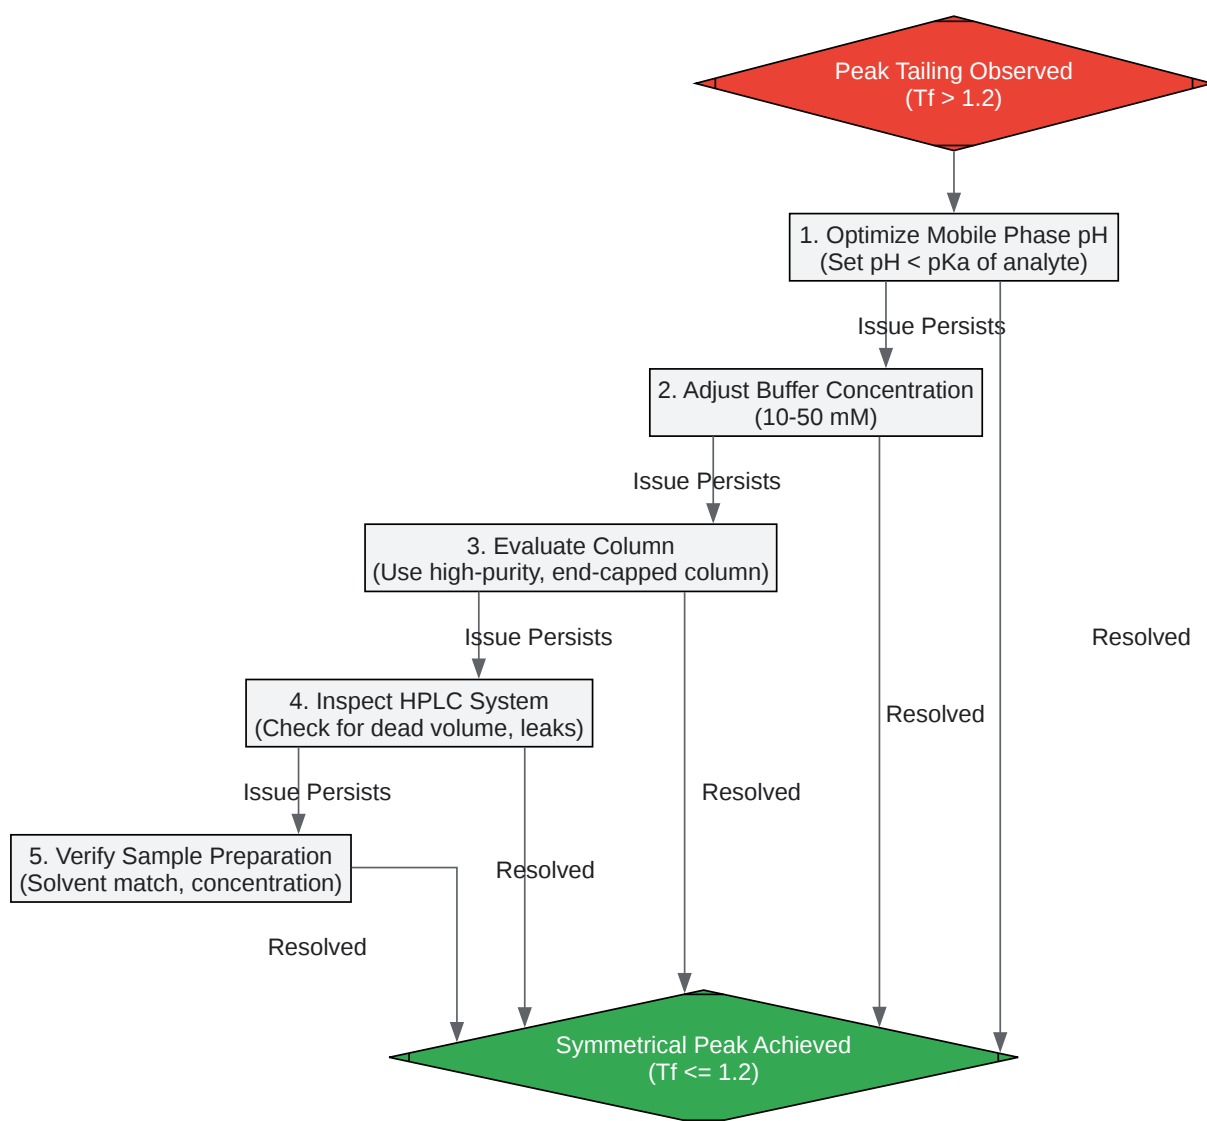 Peak Tailing Observed
(Tf > 1.2)
1. Optimize Mobile Phase pH
(Set pH < pKa of analyte)
Issue Persists
2. Adjust Buffer Concentration
(10-50 mM)
Issue Persists
3. Evaluate Column
(Use high-purity, end-capped column)
Issue Persists
Resolved
4. Inspect HPLC System
(Check for dead volume, leaks)
Resolved
Issue Persists
Resolved
5. Verify Sample Preparation
(Solvent match, concentration)
Resolved
Resolved
Symmetrical Peak Achieved
(Tf <= 1.2)